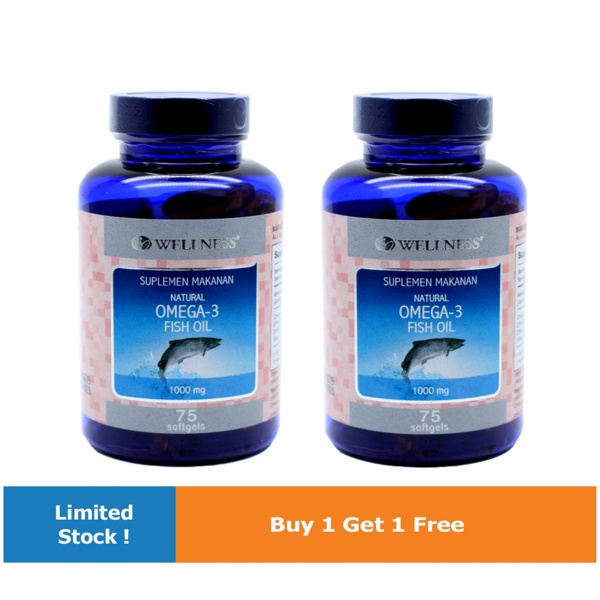 WELLNESS
SUPLEMEN MAKANAN
NATURAL
OMEGA-3
FISH OIL
1000 mg
75
softgels
WELLNESS
SUPLEMEN MAKANAN
NATURAL
OMEGA-3
FISH OIL
1000 mg
75
softgels
Limited
Stock !
Buy 1 Get 1 Free